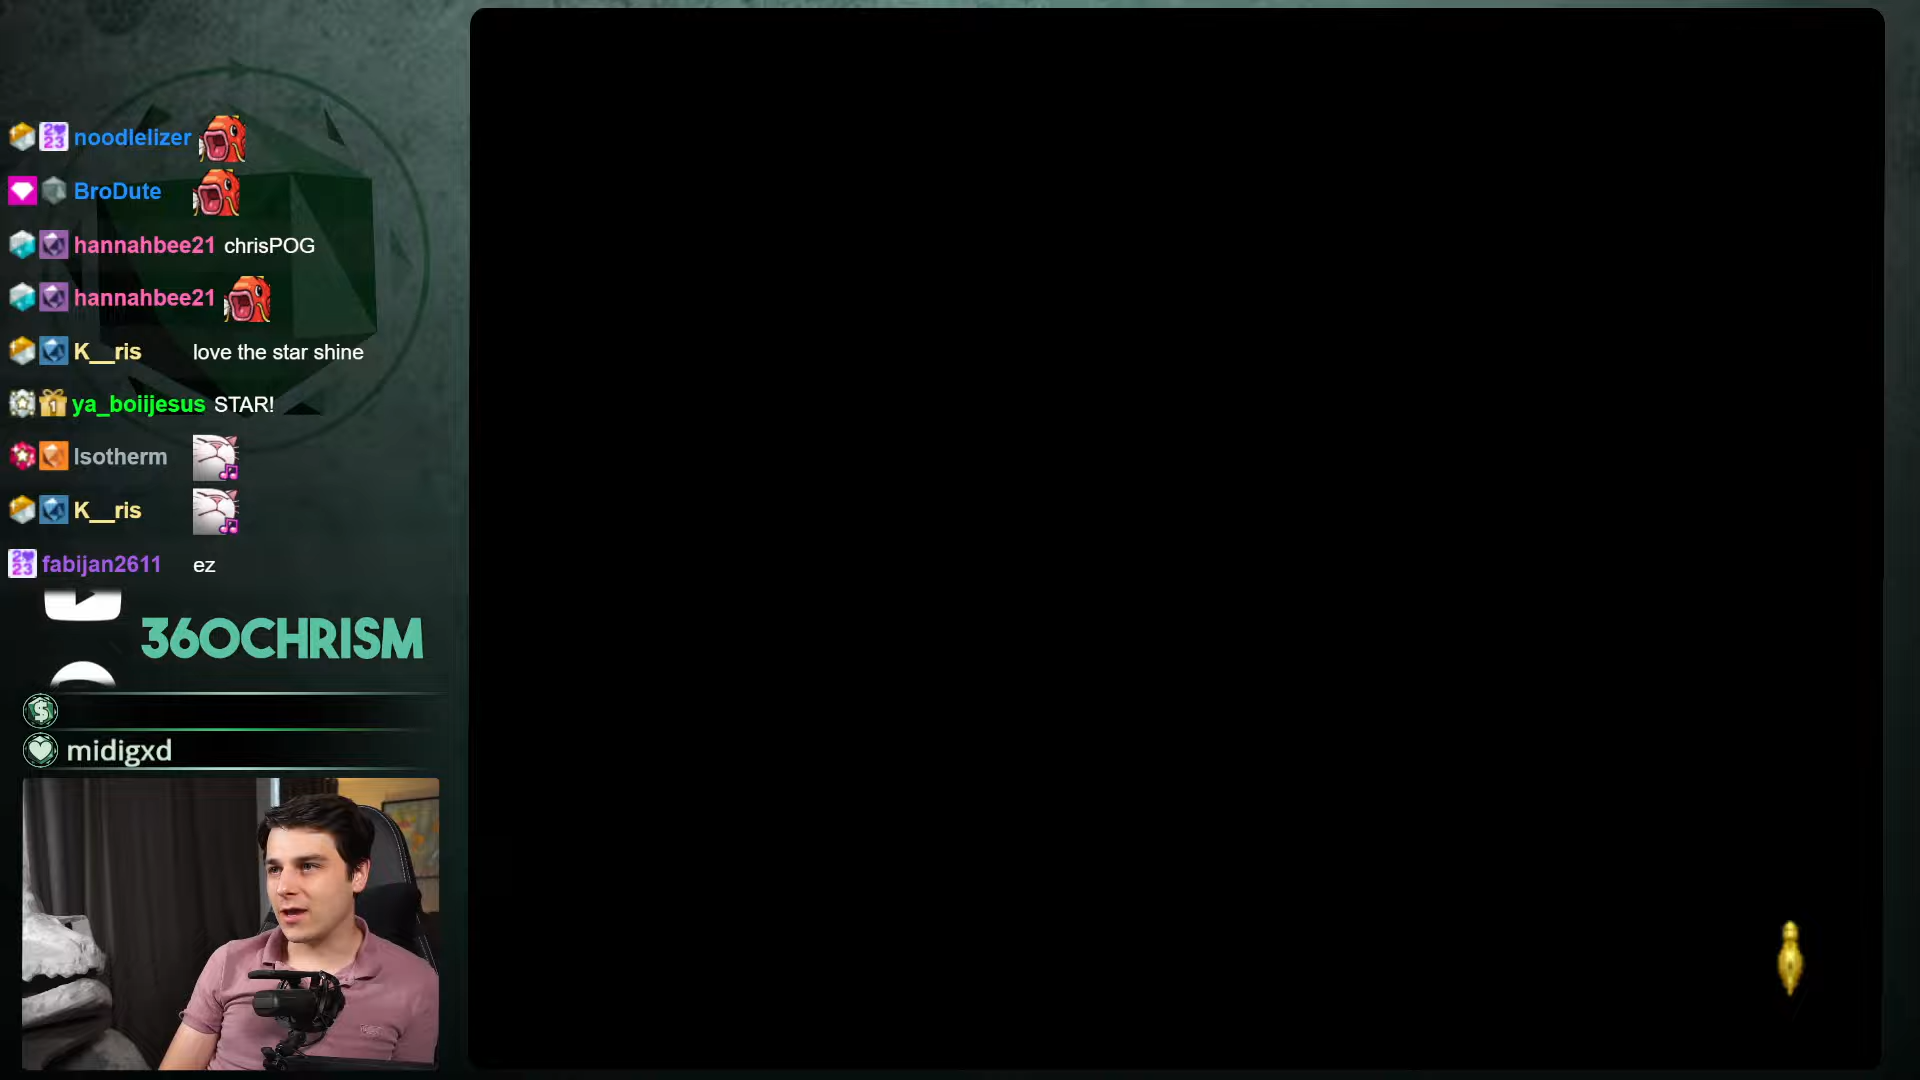 noodlelizer
BroDute
hannahbee21 chrisPOG
hannahbee21
K__ris love the star shine
ya_boiijesus STAR!
Isotherm
K__ris
fabijan2611 ez
360CHRISM
midigxd